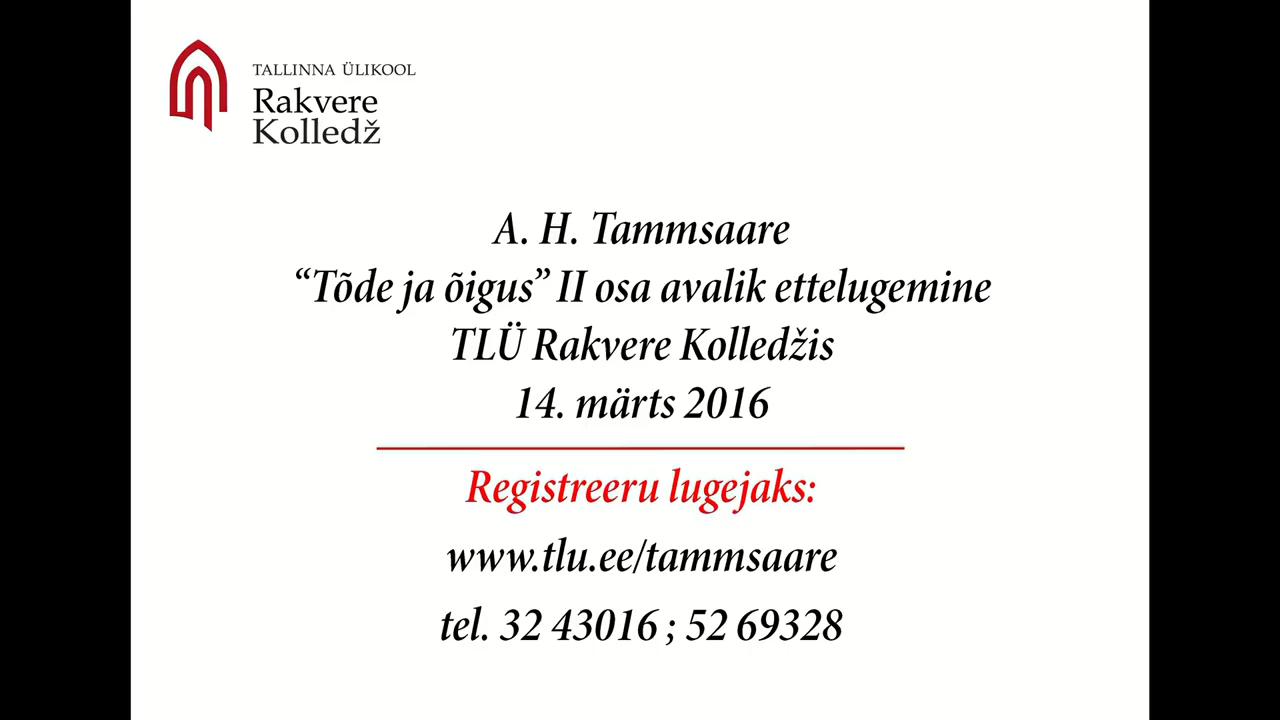 TALLINNA ÜLIKOOL
Rakvere
Kolledž
A. H. Tammsaare
“Tõde ja õigus” II osa avalik ettelugemine
TLÜ Rakvere Kolledžis
14. märts 2016
Registreeru lugejaks:
www.tlu.ee/tammsaare
tel. 32 43016 ; 52 69328